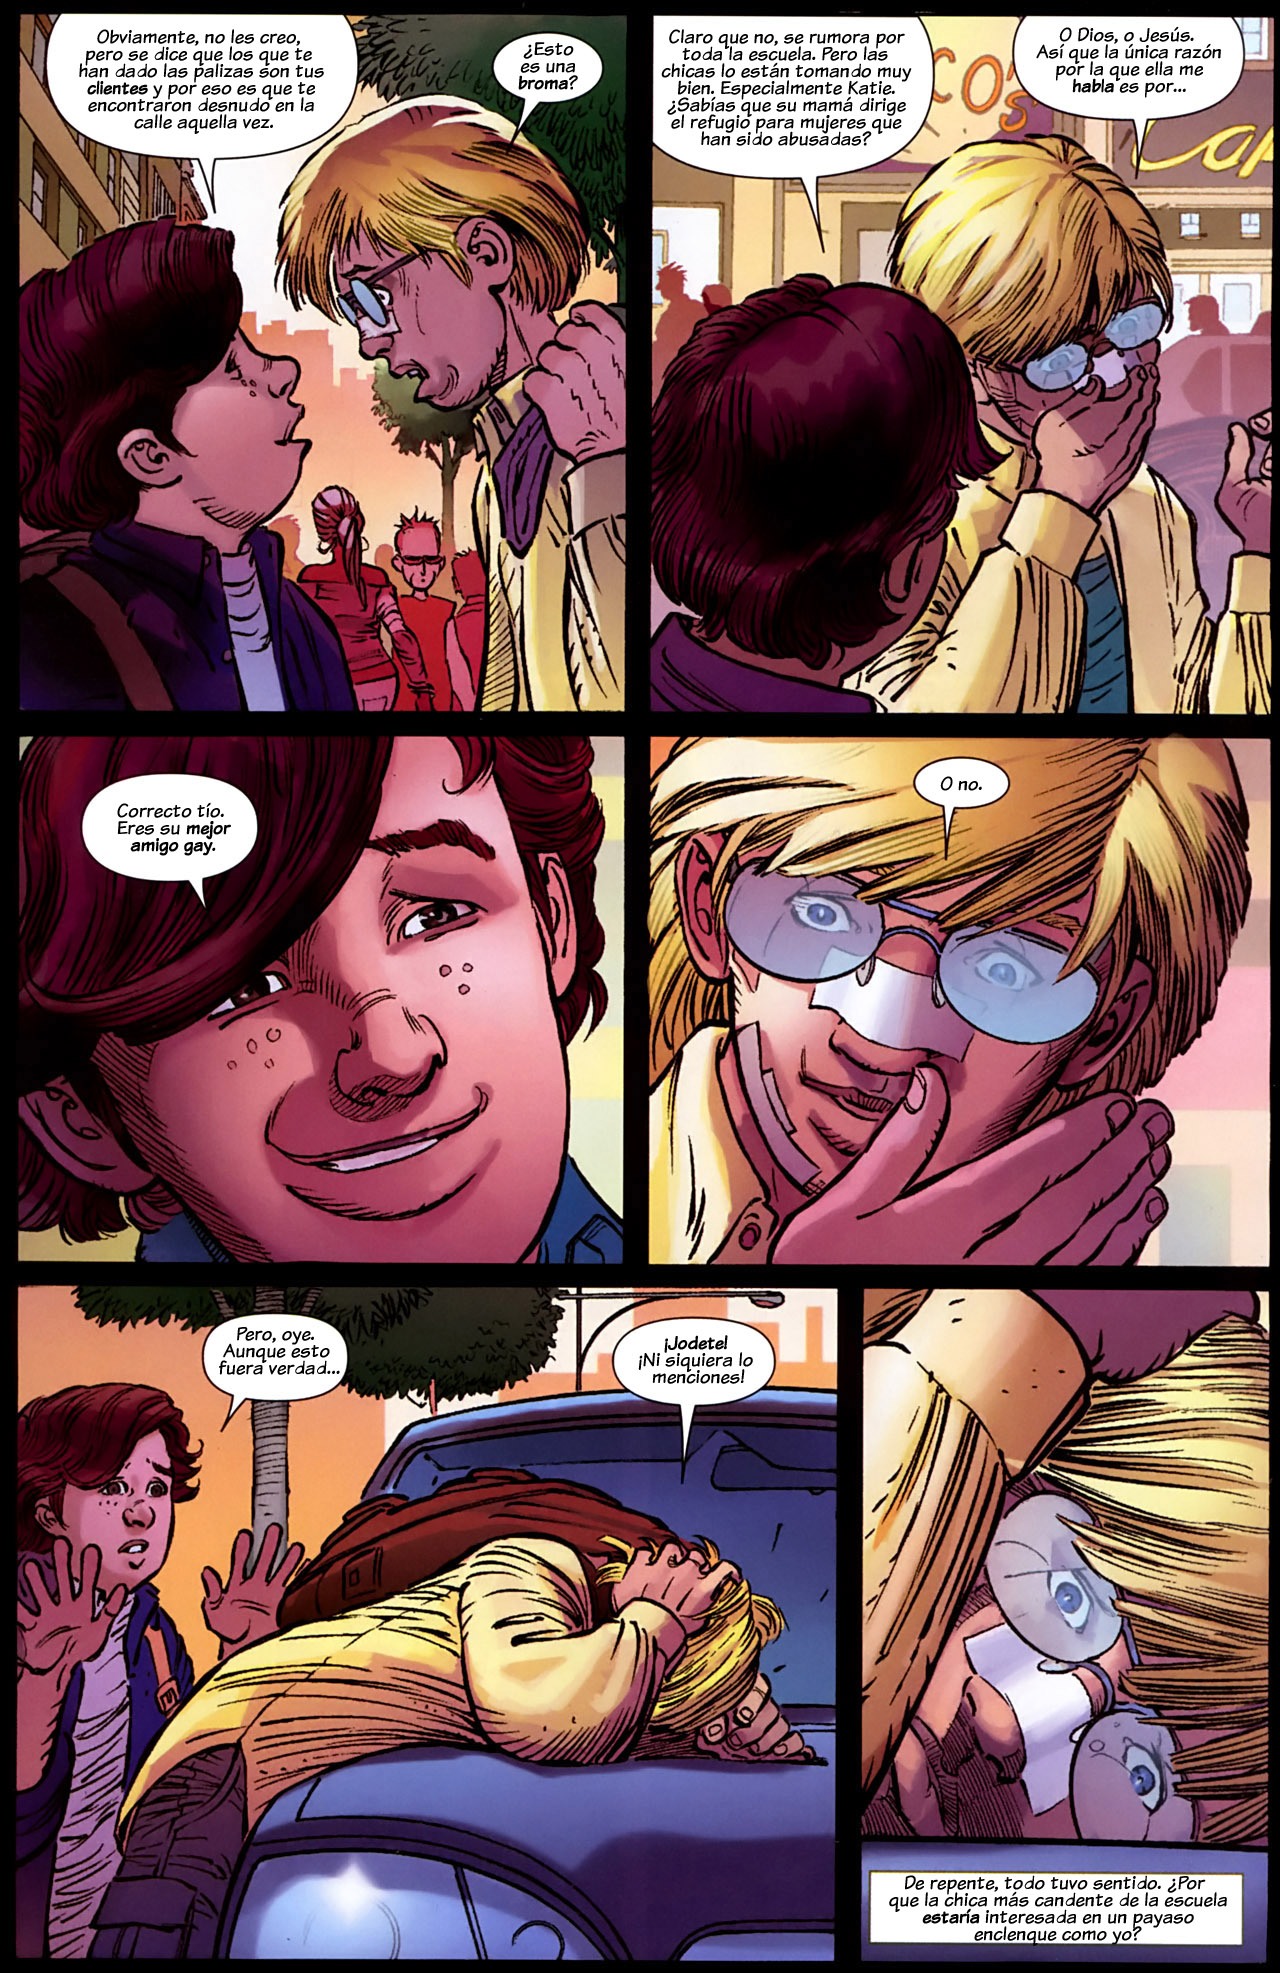 Obviamente, no les creo,
pero se dice que los que te
han dado las palizas son tus
clientes y por eso es que te
encontraron desnudo en la
calle aquella vez.
¿Esto
es una
broma?
Claro que no, se rumora por
toda la escuela. Pero las
chicas lo están tomando muy
bien. Especialmente Katie.
¿Sabías que su mamá dirige
el refugio para mujeres que
han sido abusadas?
O Dios, o Jesús.
Así que la única razón
por la que ella me
habla es por...
CO'S
Cap
Correcto tío.
Eres su mejor
amigo gay.
O no.
Pero, oye.
Aunque esto
fuera verdad...
¡Jodete!
¡Ni siquiera lo
menciones!
De repente, todo tuvo sentido. ¿Por
que la chica más candente de la escuela
estaría interesada en un payaso
enclenque como yo?